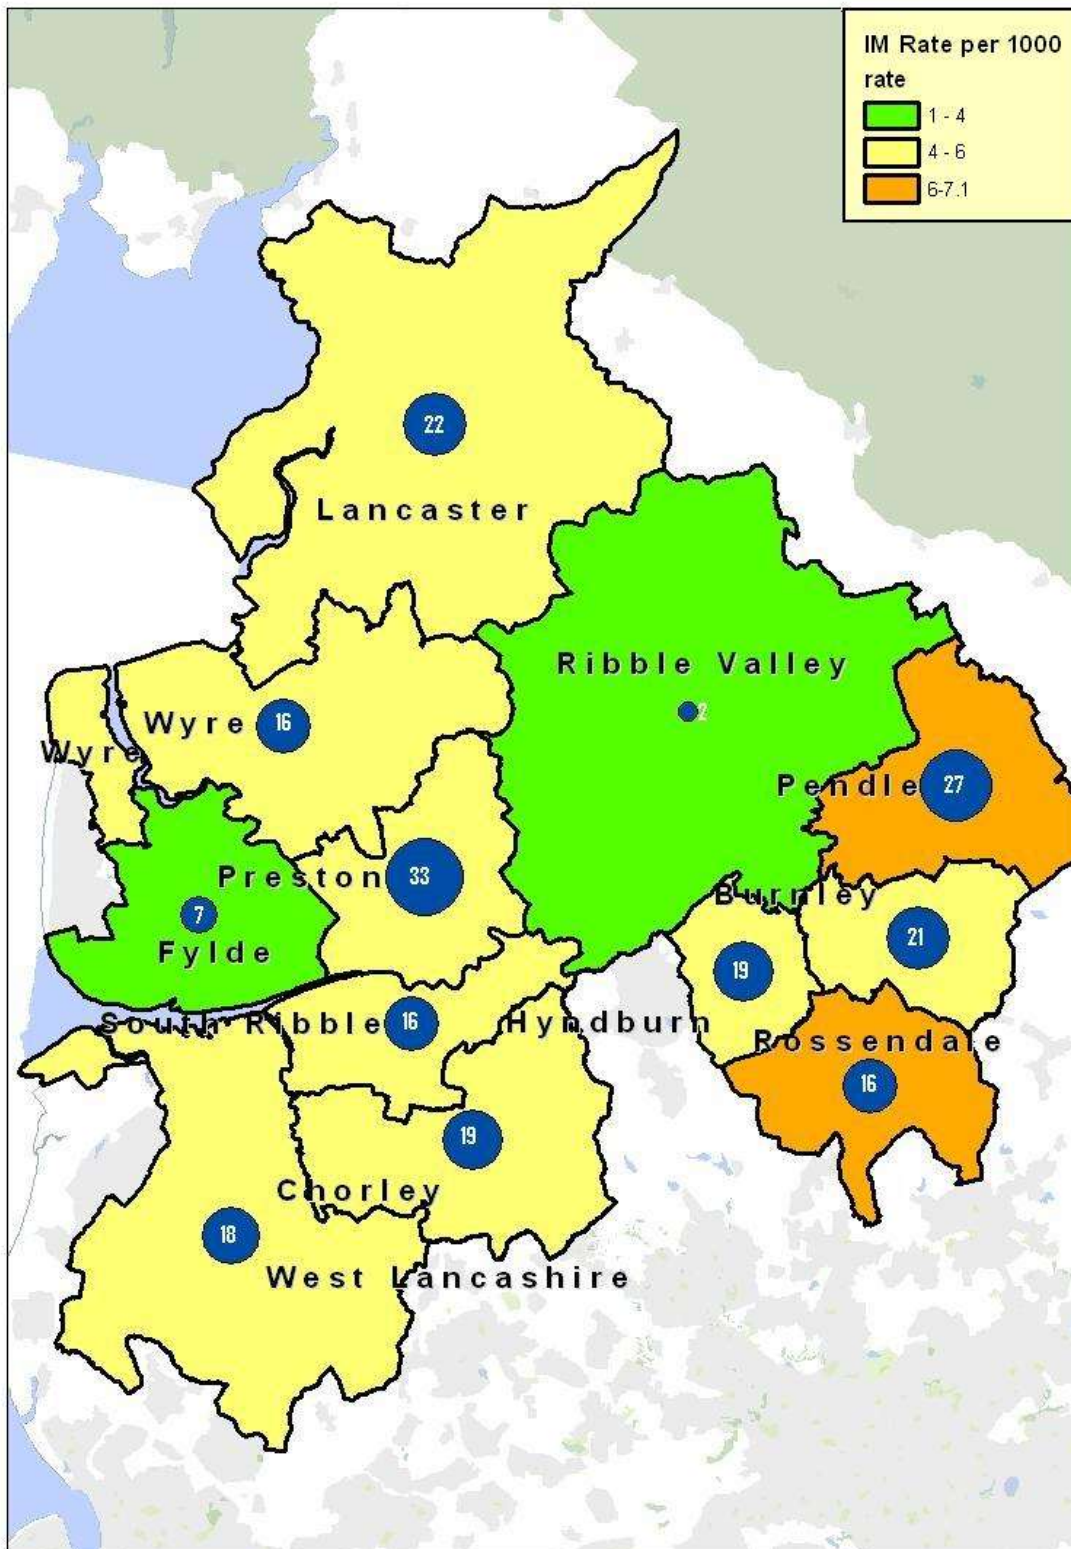 IM Rate per 1000
rate
1 - 4
4 - 6
6-7.1
22
Lancaster
Ribble Valley
2
Wyre
16
Wyre
Pendle
27
Preston
33
Burnley
7
Fylde
21
19
South Ribble
16
Hyndburn
Rossendale
16
19
Chorley
18
West Lancashire